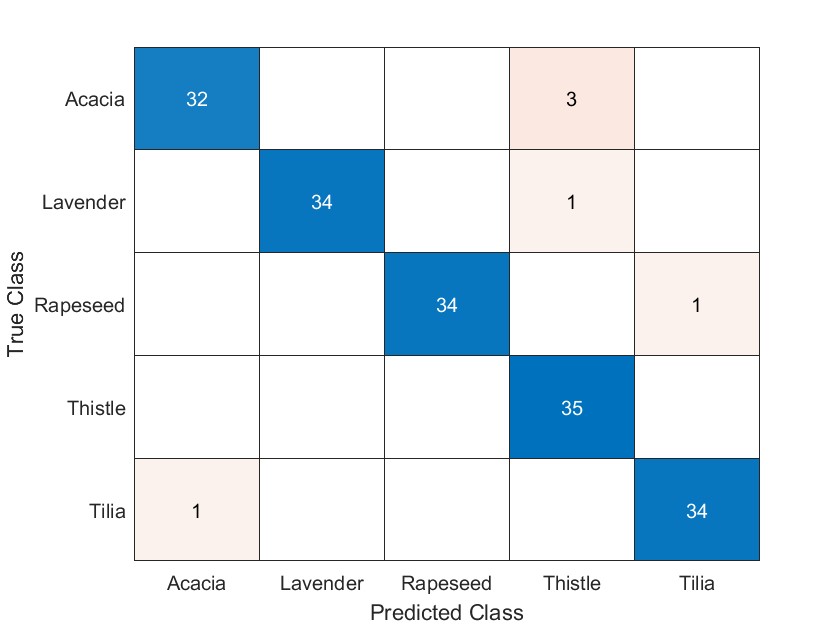 Acacia 32 3
Lavender 34 1
Rapeseed 34 1
Thistle 35
Tilia 1 34
Acacia Lavender Rapeseed Thistle Tilia
Predicted Class
True Class